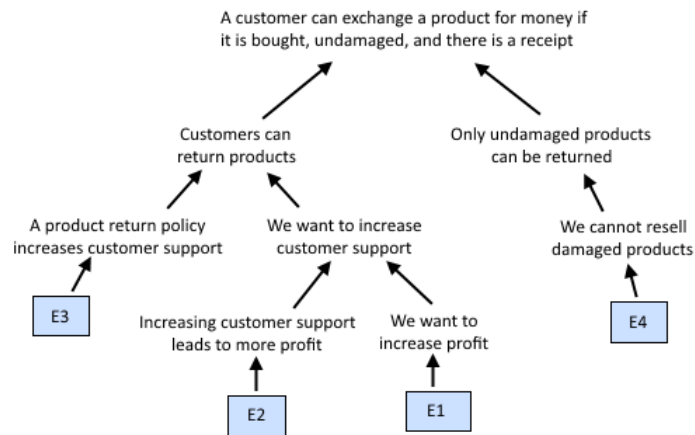 A customer can exchange a product for money if
it is bought, undamaged, and there is a receipt
Customers can
return products
Only undamaged products
can be returned
A product return policy
increases customer support
We want to increase
customer support
We cannot resell
damaged products
E3
Increasing customer support
leads to more profit
We want to
increase profit
E4
E2
E1